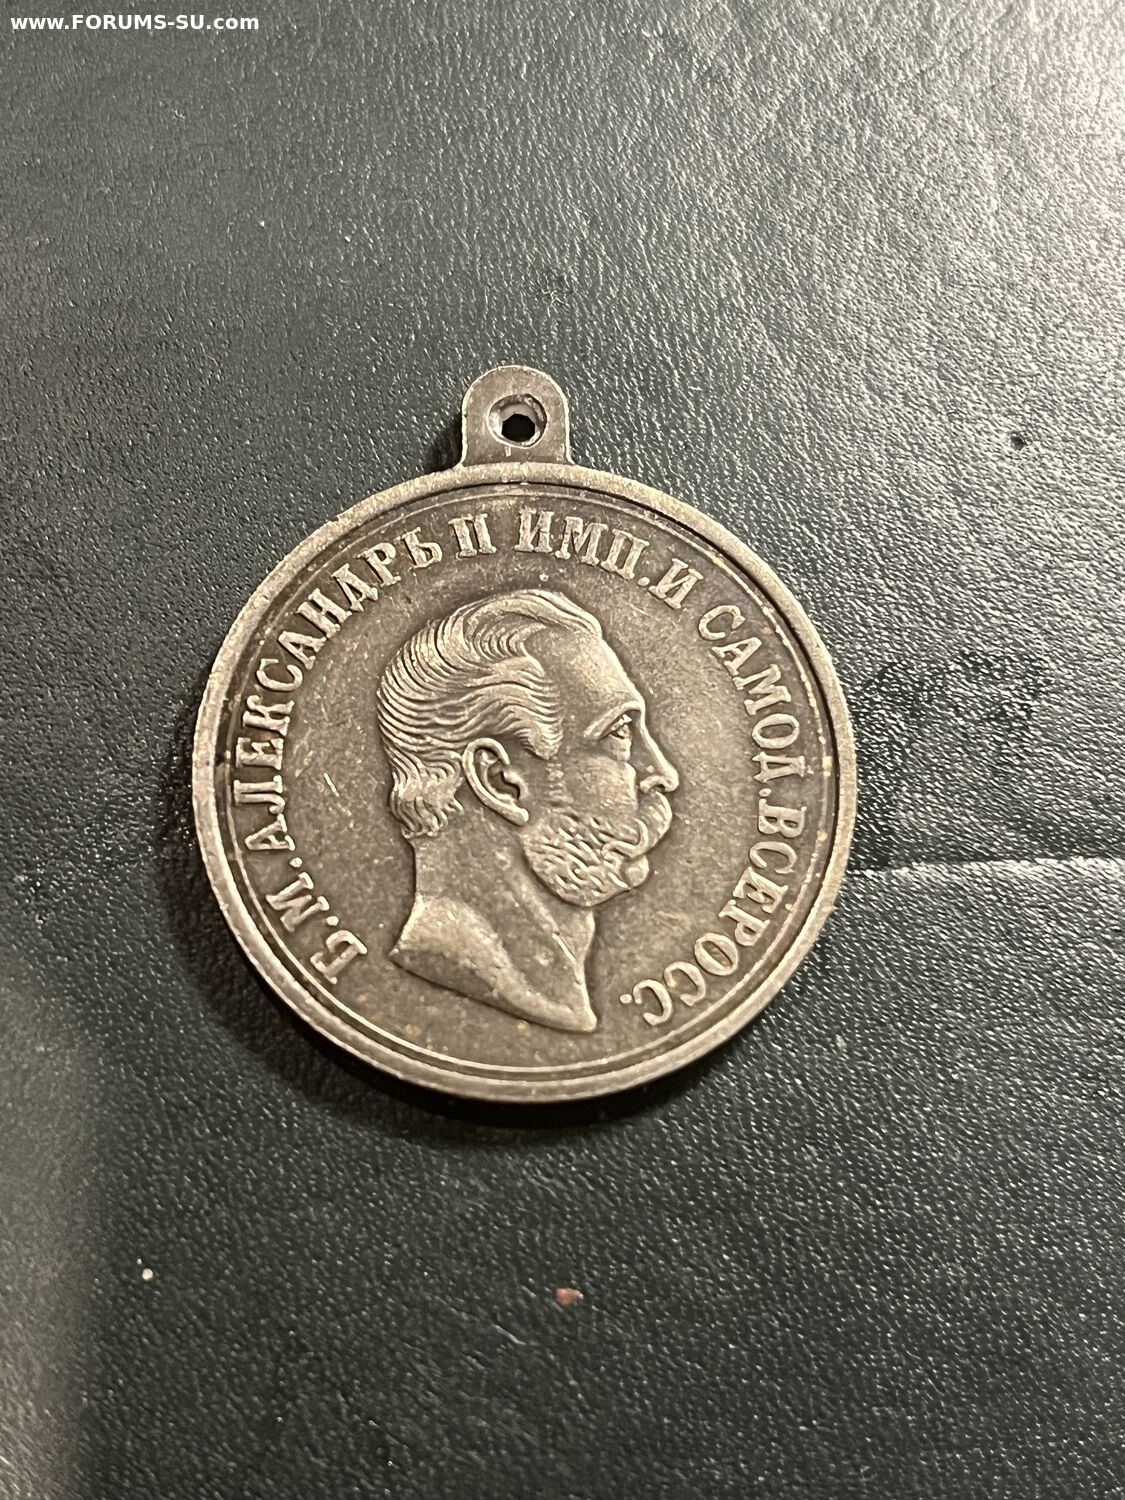 www.FORUMS-SU.com
Б.М.АЛЕКСАНДРЪ II ИМП.И САМОД.ВСЕРОСС.